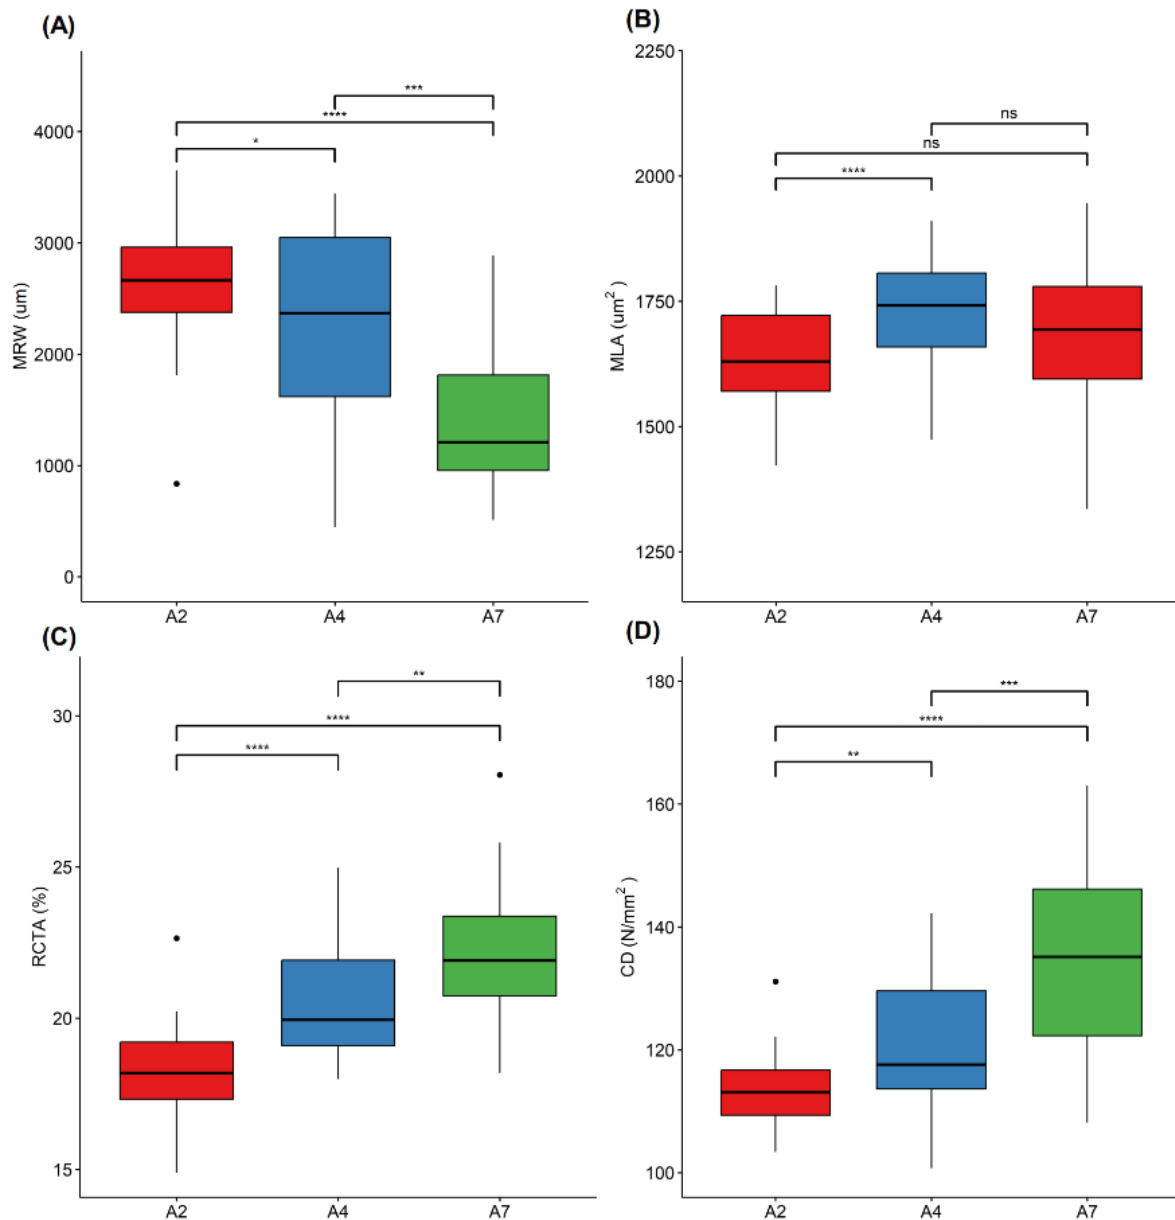 (A)
4000
3000
2000
1000
0
MRW (um)
***
****
*
A2 A4 A7
(B)
2250
2000
1750
1500
1250
MLA (um²)
ns
ns
****
A2 A4 A7
(C)
30
25
20
15
RCTA (%)
**
****
****
A2 A4 A7
(D)
180
160
140
120
100
CD (N/mm²)
***
****
**
A2 A4 A7